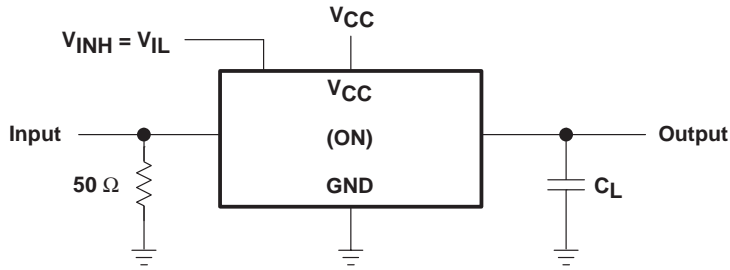 VCC
VINH = VIL
VCC
Input
(ON)
Output
50 Ω
GND
CL